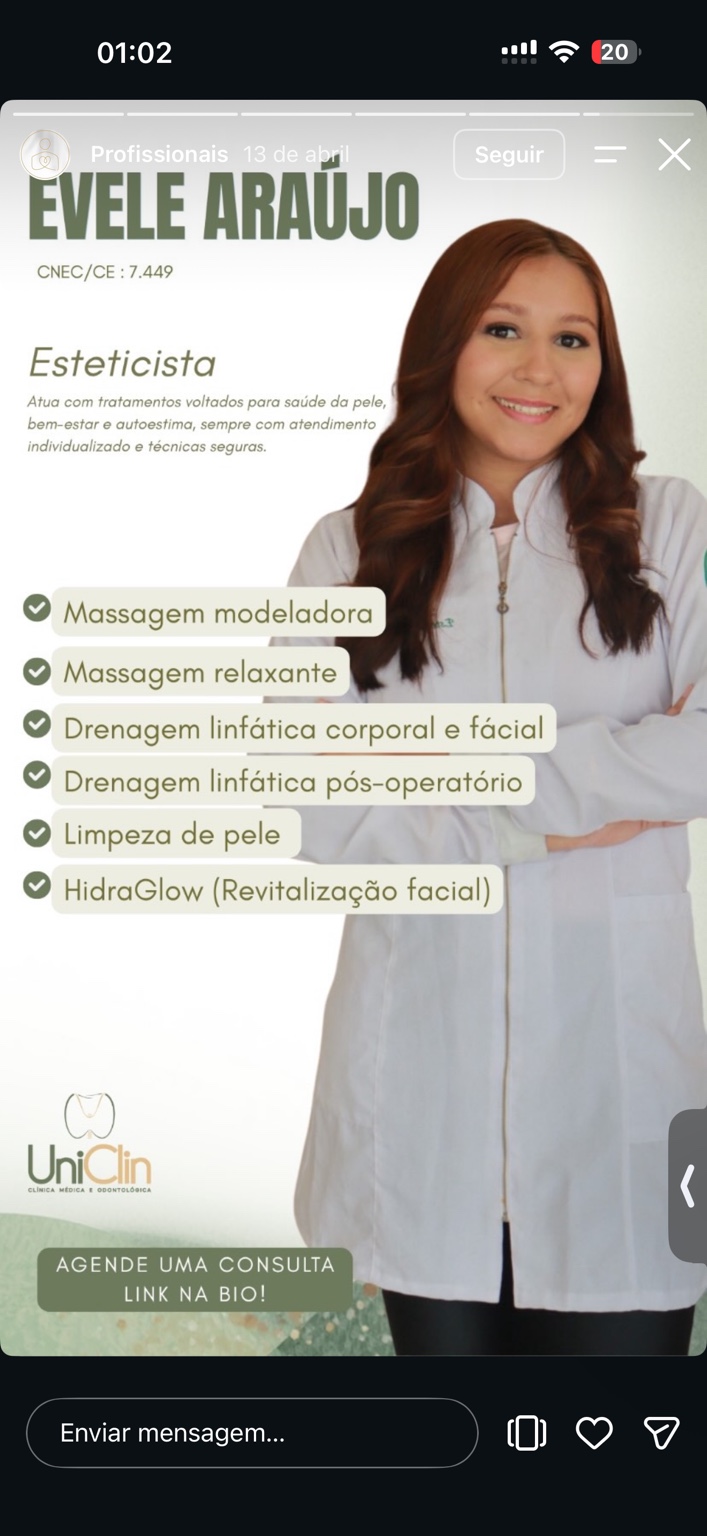 01:02
20
Profissionais 13 de abril
Seguir
EVELE ARAÚJO
CNEC/CE : 7.449
Esteticista
Atua com tratamentos voltados para saúde da pele,
bem-estar e autoestima, sempre com atendimento
individualizado e técnicas seguras.
Massagem modeladora
Massagem relaxante
Drenagem linfática corporal e fácial
Drenagem linfática pós-operatório
Limpeza de pele
HidraGlow (Revitalização facial)
UniClin
CLÍNICA MÉDICA E ODONTOLÓGICA
AGENDE UMA CONSULTA
LINK NA BIO!
Enviar mensagem...